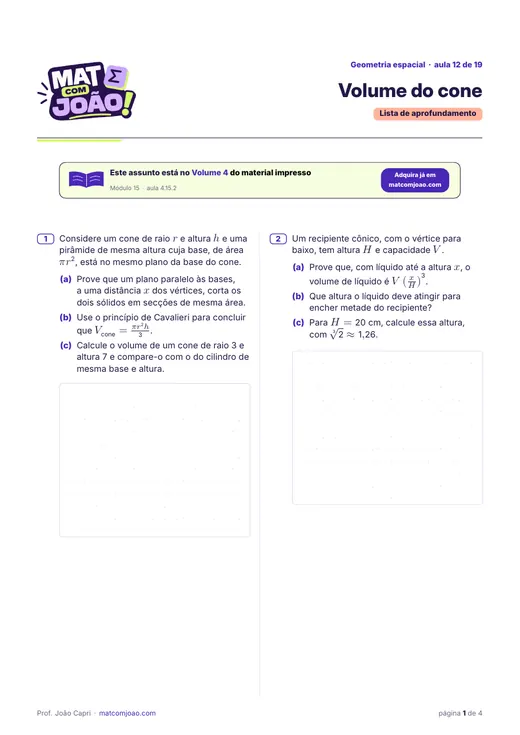 MAT Σ
COM
JOÃO!
Geometria espacial · aula 12 de 19
Volume do cone
Lista de aprofundamento
Este assunto está no Volume 4 do material impresso
Módulo 15 · aula 4.15.2
Adquira já em
matcomjoao.com
1 Considere um cone de raio r e altura h e uma
pirâmide de mesma altura cuja base, de área
πr², está no mesmo plano da base do cone.
(a) Prove que um plano paralelo às bases,
a uma distância x dos vértices, corta os
dois sólidos em secções de mesma área.
(b) Use o princípio de Cavalieri para concluir
que V_cone = πr²h/3.
(c) Calcule o volume de um cone de raio 3 e
altura 7 e compare-o com o do cilindro de
mesma base e altura.
2 Um recipiente cônico, com o vértice para
baixo, tem altura H e capacidade V.
(a) Prove que, com líquido até a altura x, o
volume de líquido é V (x/H)³.
(b) Que altura o líquido deve atingir para
encher metade do recipiente?
(c) Para H = 20 cm, calcule essa altura,
com ∛2 ≈ 1,26.
Prof. João Capri · matcomjoao.com
página 1 de 4